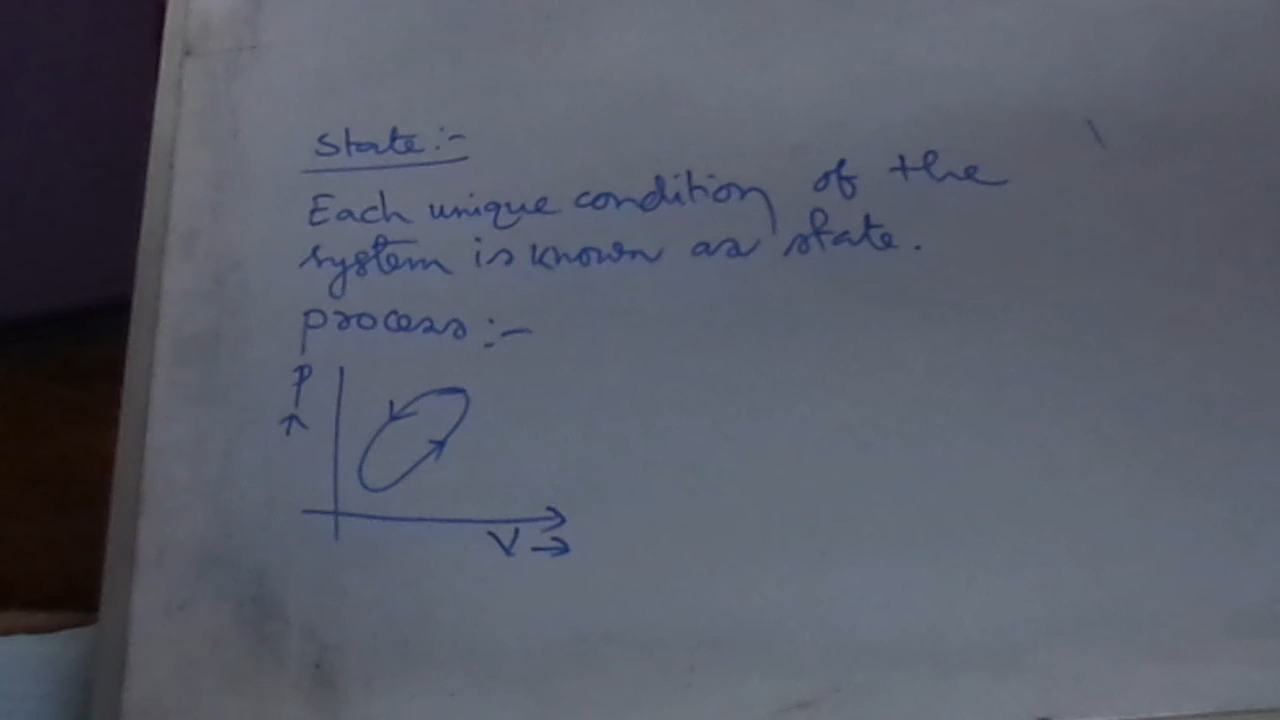 State:-
Each unique condition of the
system is known as state.
process:-
P
↑
V→